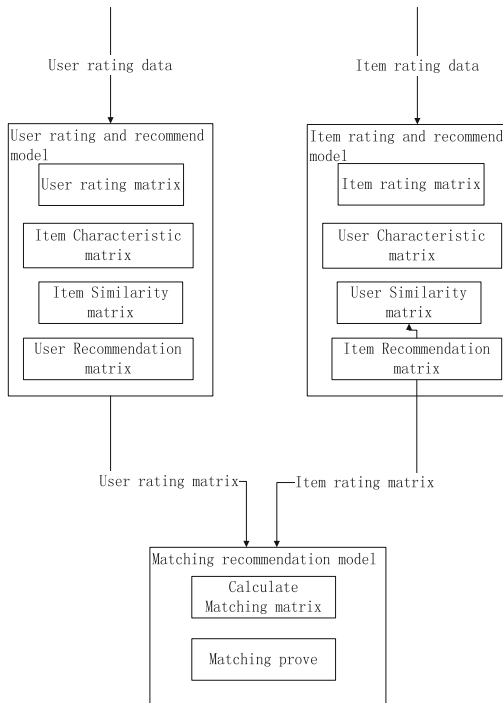 User rating data
Item rating data
User rating and recommend
model
User rating matrix
Item Characteristic
matrix
Item Similarity
matrix
User Recommendation
matrix
Item rating and recommend
model
Item rating matrix
User Characteristic
matrix
User Similarity
matrix
Item Recommendation
matrix
User rating matrix
Item rating matrix
Matching recommendation model
Calculate
Matching matrix
Matching prove